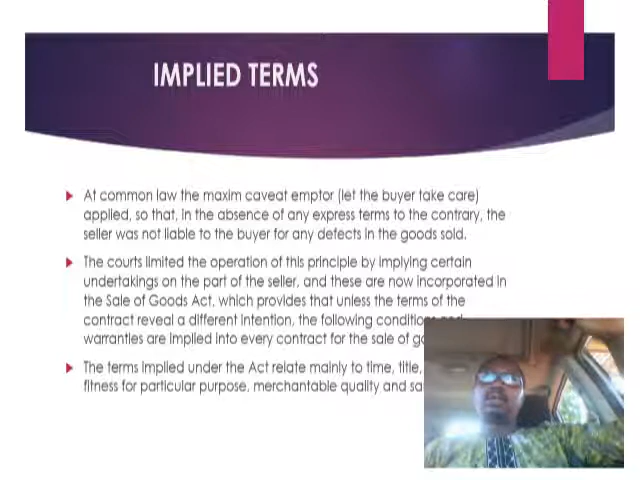 IMPLIED TERMS
At common law the maxim caveat emptor (let the buyer take care)
applied, so that, in the absence of any express terms to the contrary, the
seller was not liable to the buyer for any defects in the goods sold.
The courts limited the operation of this principle by implying certain
undertakings on the part of the seller, and these are now incorporated in
the Sale of Goods Act, which provides that unless the terms of the
contract reveal a different intention, the following conditions and
warranties are implied into every contract for the sale of
The terms implied under the Act relate mainly to time, title,
fitness for particular purpose, merchantable quality and